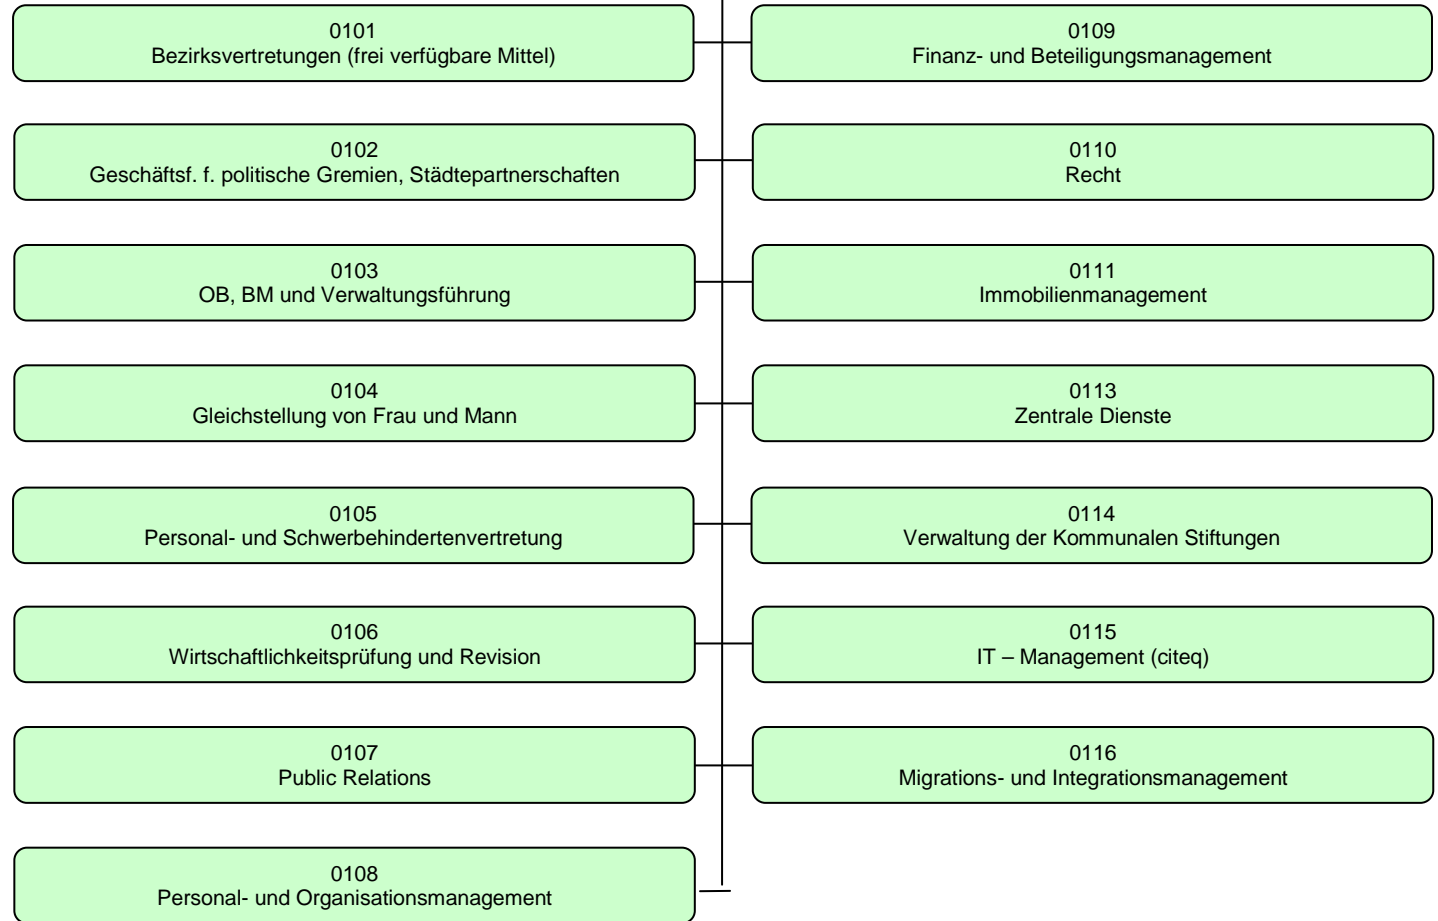 0101
Bezirksvertretungen (frei verfügbare Mittel)
0102
Geschäftsf. f. politische Gremien, Städtepartnerschaften
0103
OB, BM und Verwaltungsführung
0104
Gleichstellung von Frau und Mann
0105
Personal- und Schwerbehindertenvertretung
0106
Wirtschaftlichkeitsprüfung und Revision
0107
Public Relations
0108
Personal- und Organisationsmanagement
0109
Finanz- und Beteiligungsmanagement
0110
Recht
0111
Immobilienmanagement
0113
Zentrale Dienste
0114
Verwaltung der Kommunalen Stiftungen
0115
IT – Management (citeq)
0116
Migrations- und Integrationsmanagement